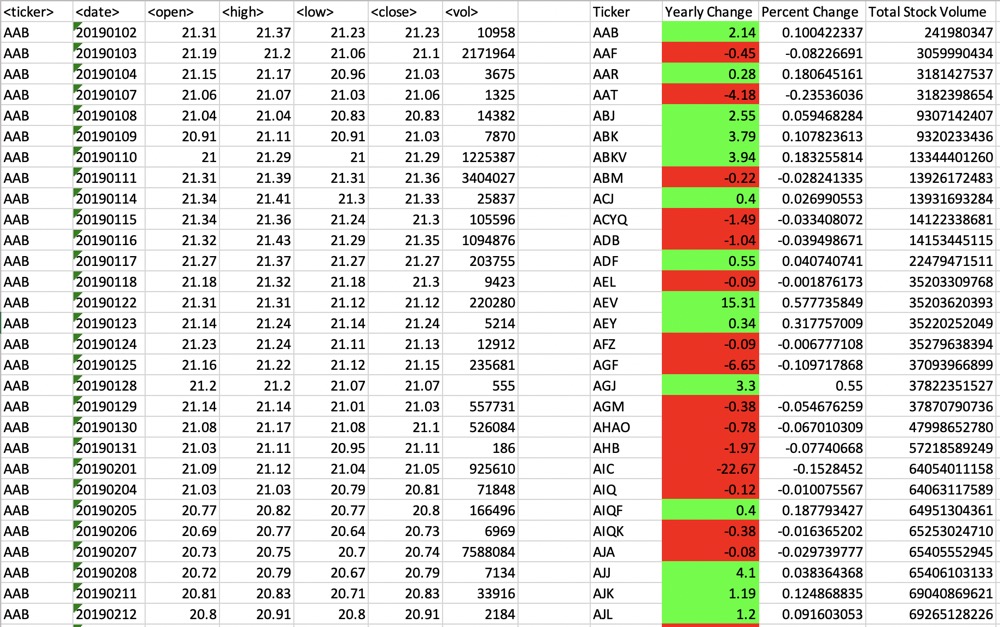 <ticker> <date> <open> <high> <low> <close> <vol> Ticker Yearly Change Percent Change Total Stock Volume
AAB 20190102 21.31 21.37 21.23 21.23 10958 AAB 2.14 0.100422337 241980347
AAB 20190103 21.19 21.2 21.06 21.1 2171964 AAF -0.45 -0.08226691 3059990434
AAB 20190104 21.15 21.17 20.96 21.03 3675 AAR 0.28 0.180645161 3181427537
AAB 20190107 21.06 21.07 21.03 21.06 1325 AAT -4.18 -0.23536036 3182398654
AAB 20190108 21.04 21.04 20.83 20.83 14382 ABJ 2.55 0.059468284 9307142407
AAB 20190109 20.91 21.11 20.91 21.03 7870 ABK 3.79 0.107823613 9320233436
AAB 20190110 21 21.29 21 21.29 1225387 ABKV 3.94 0.183255814 13344401260
AAB 20190111 21.31 21.39 21.31 21.36 3404027 ABM -0.22 -0.028241335 13926172483
AAB 20190114 21.34 21.41 21.3 21.33 25837 ACJ 0.4 0.026990553 13931693284
AAB 20190115 21.34 21.36 21.24 21.3 105596 ACYQ -1.49 -0.033408072 14122338681
AAB 20190116 21.32 21.43 21.29 21.35 1094876 ADB -1.04 -0.039498671 14153445115
AAB 20190117 21.27 21.37 21.27 21.27 203755 ADF 0.55 0.040740741 22479471511
AAB 20190118 21.18 21.32 21.18 21.3 9423 AEL -0.09 -0.001876173 35203309768
AAB 20190122 21.31 21.31 21.12 21.12 220280 AEV 15.31 0.577735849 35203620393
AAB 20190123 21.14 21.24 21.14 21.24 5214 AEY 0.34 0.317757009 35220252049
AAB 20190124 21.23 21.24 21.11 21.13 12912 AFZ -0.09 -0.006777108 35279638394
AAB 20190125 21.16 21.22 21.12 21.15 235681 AGF -6.65 -0.109717868 37093966899
AAB 20190128 21.2 21.2 21.07 21.07 555 AGJ 3.3 0.55 37822351527
AAB 20190129 21.14 21.14 21.01 21.03 557731 AGM -0.38 -0.054676259 37870790736
AAB 20190130 21.08 21.17 21.08 21.1 526084 AHAO -0.78 -0.067010309 47998652780
AAB 20190131 21.03 21.11 20.95 21.11 186 AHB -1.97 -0.07740668 57218589249
AAB 20190201 21.09 21.12 21.04 21.05 925610 AIC -22.67 -0.1528452 64054011158
AAB 20190204 21.03 21.03 20.79 20.81 71848 AIQ -0.12 -0.010075567 64063117589
AAB 20190205 20.77 20.82 20.77 20.8 166496 AIQF 0.4 0.187793427 64951304361
AAB 20190206 20.69 20.77 20.64 20.73 6969 AIQK -0.38 -0.016365202 65253024710
AAB 20190207 20.73 20.75 20.7 20.74 7588084 AJA -0.08 -0.029739777 65405552945
AAB 20190208 20.72 20.79 20.67 20.79 7134 AJJ 4.1 0.038364368 65406103133
AAB 20190211 20.81 20.83 20.71 20.83 33916 AJK 1.19 0.124868835 69040869621
AAB 20190212 20.8 20.91 20.8 20.91 2184 AJL 1.2 0.091603053 69265128226